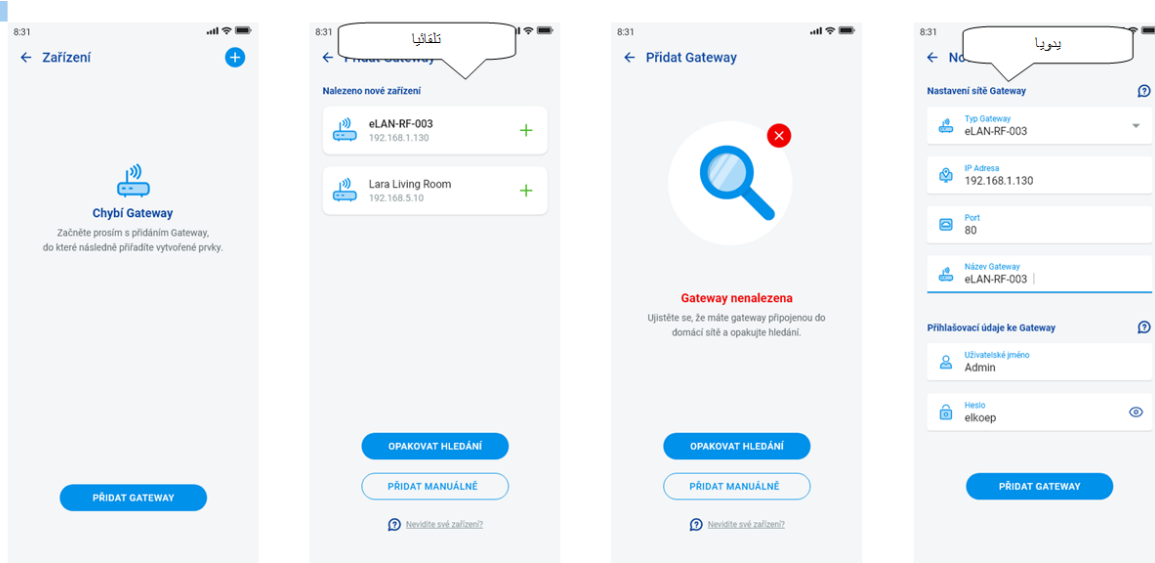 8:31
Zařízení
Chybí Gateway
Začněte prosím s přidáním Gateway,
do které následně přiřadíte vytvořené prvky.
PŘIDAT GATEWAY
8:31
تلقائيا
Nalezeno nové zařízení
eLAN-RF-003
192.168.1.130
Lara Living Room
192.168.5.10
OPAKOVAT HLEDÁNÍ
PŘIDAT MANUÁLNĚ
Nevidíte své zařízení?
8:31
Přidat Gateway
Gateway nenalezena
Ujistěte se, že máte gateway připojenou do
domácí sítě a opakujte hledání.
OPAKOVAT HLEDÁNÍ
PŘIDAT MANUÁLNĚ
Nevidíte své zařízení?
8:31
يدويا
Nastavení sítě Gateway
Typ Gateway
eLAN-RF-003
IP Adresa
192.168.1.130
Port
80
Název Gateway
eLAN-RF-003
Přihlašovací údaje ke Gateway
Uživatelské jméno
Admin
Heslo
elkoep
PŘIDAT GATEWAY